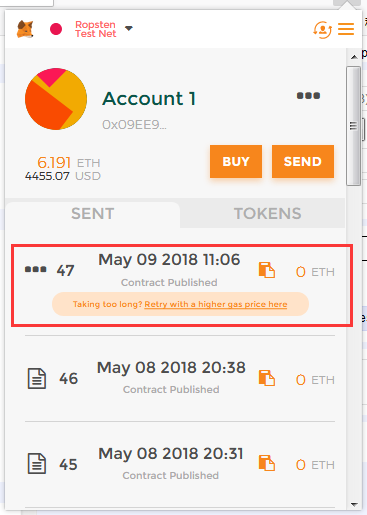 Ropsten
Test Net
Account 1
0x09EE9...
6.191 ETH
4455.07 USD
BUY
SEND
SENT
TOKENS
47
May 09 2018 11:06
0 ETH
Contract Published
Taking too long? Retry with a higher gas price here
46
May 08 2018 20:38
0 ETH
Contract Published
45
May 08 2018 20:31
0 ETH
Contract Published